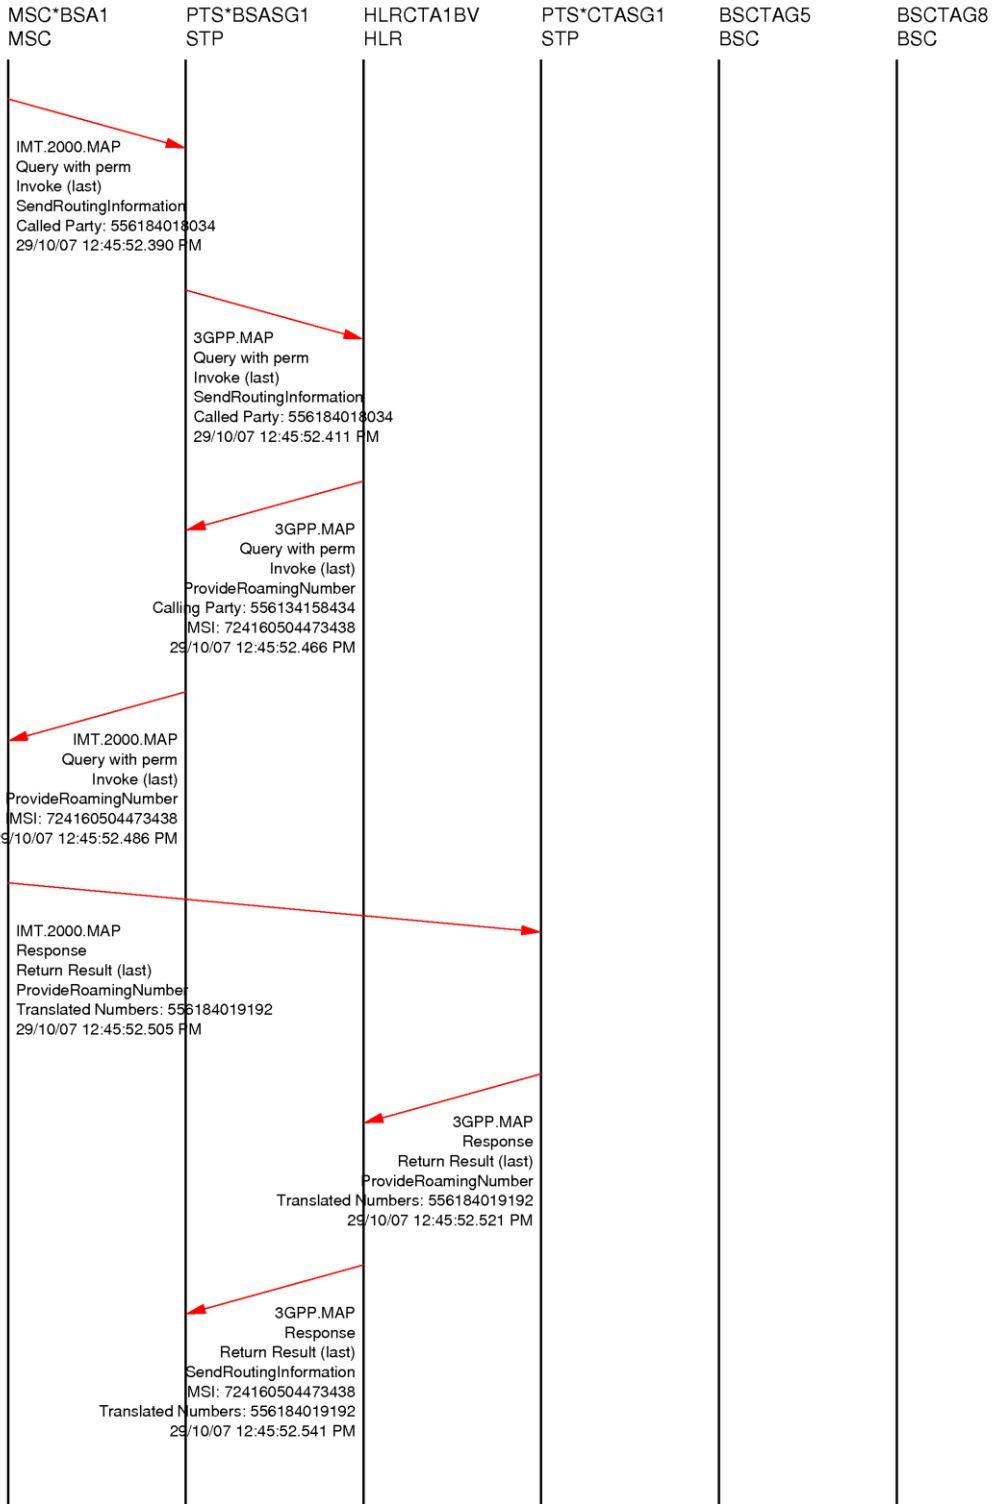 MSC*BSA1 PTS*BSASG1 HLRCTA1BV PTS*CTASG1 BSCTAG5 BSCTAG8
MSC STP HLR STP BSC BSC
IMT.2000.MAP
Query with perm
Invoke (last)
SendRoutingInformation
Called Party: 556184018034
29/10/07 12:45:52.390 PM
3GPP.MAP
Query with perm
Invoke (last)
SendRoutingInformation
Called Party: 556184018034
29/10/07 12:45:52.411 PM
3GPP.MAP
Query with perm
Invoke (last)
ProvideRoamingNumber
Calling Party: 556134158434
IMSI: 724160504473438
29/10/07 12:45:52.466 PM
IMT.2000.MAP
Query with perm
Invoke (last)
ProvideRoamingNumber
IMSI: 724160504473438
9/10/07 12:45:52.486 PM
IMT.2000.MAP
Response
Return Result (last)
ProvideRoamingNumber
Translated Numbers: 556184019192
29/10/07 12:45:52.505 PM
3GPP.MAP
Response
Return Result (last)
ProvideRoamingNumber
Translated Numbers: 556184019192
29/10/07 12:45:52.521 PM
3GPP.MAP
Response
Return Result (last)
SendRoutingInformation
IMSI: 724160504473438
Translated Numbers: 556184019192
29/10/07 12:45:52.541 PM